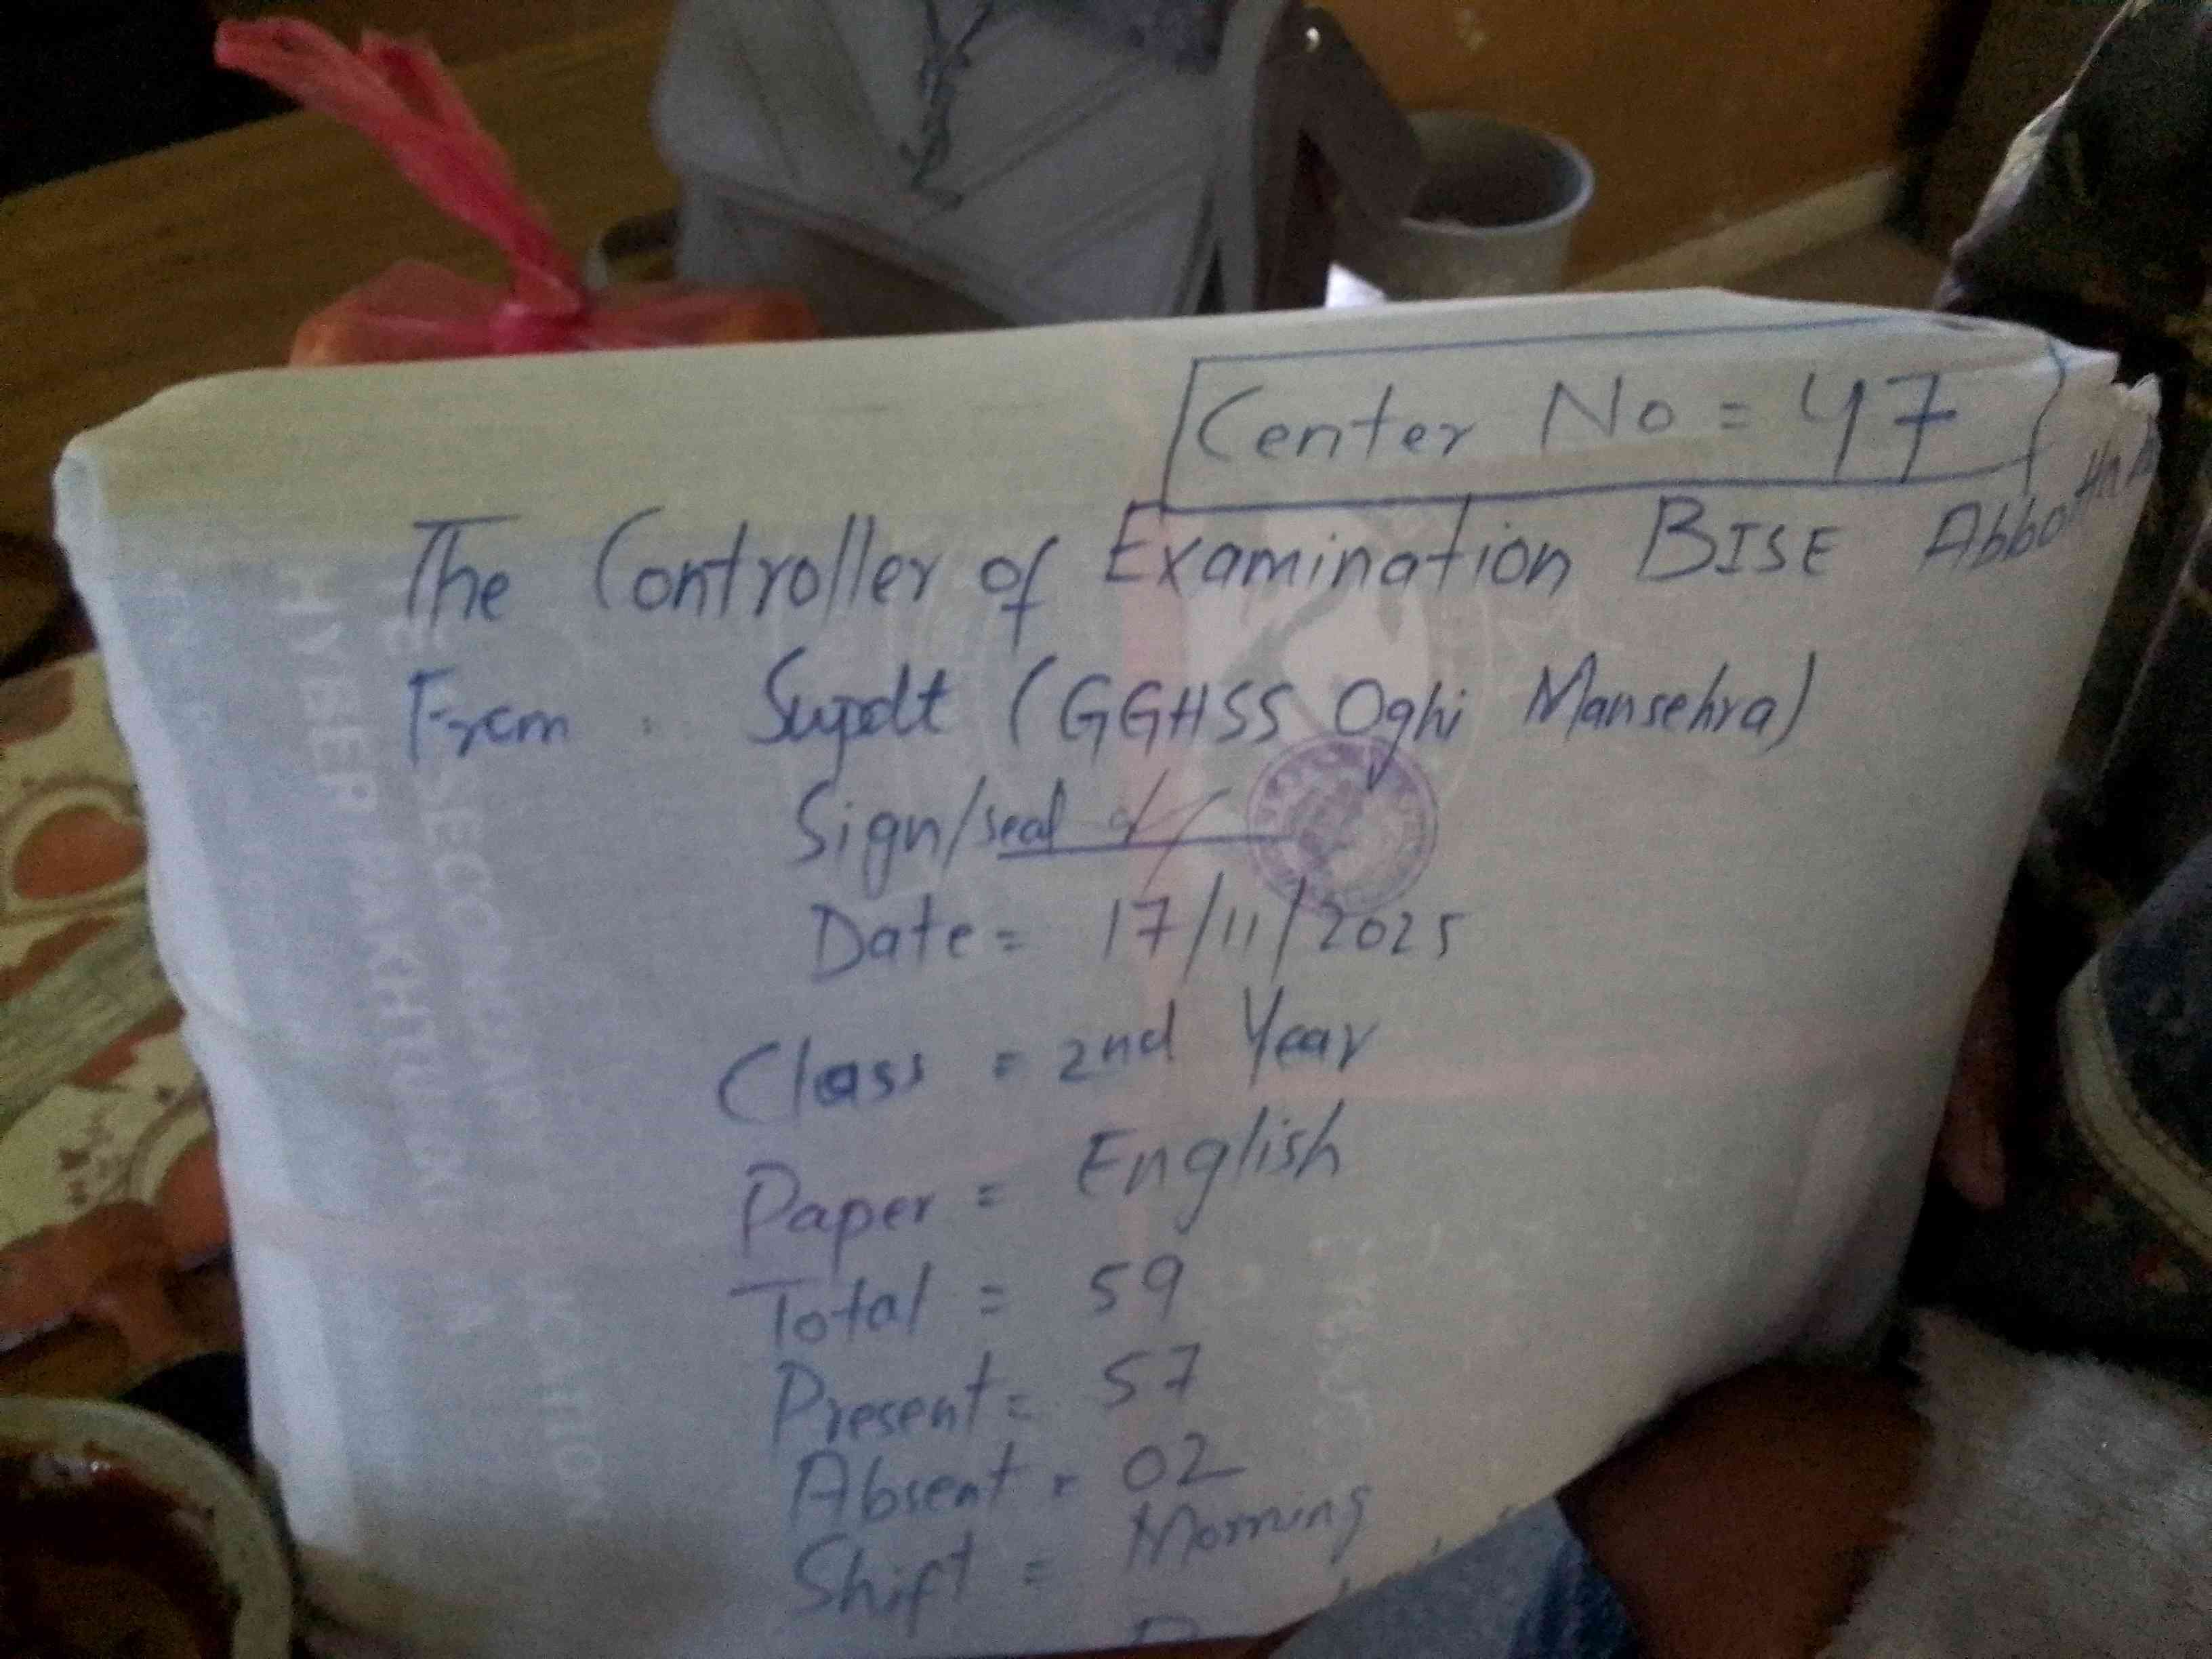 Center No = 47
The Controller of Examination BISE
From Supdt (GGHSS Oghi Mansehra)
Sign/seal of
Date = 17/11/2025
Class = 2nd Year
Paper = English
Total = 59
Present = 57
Absent = 02
Shift = Morning